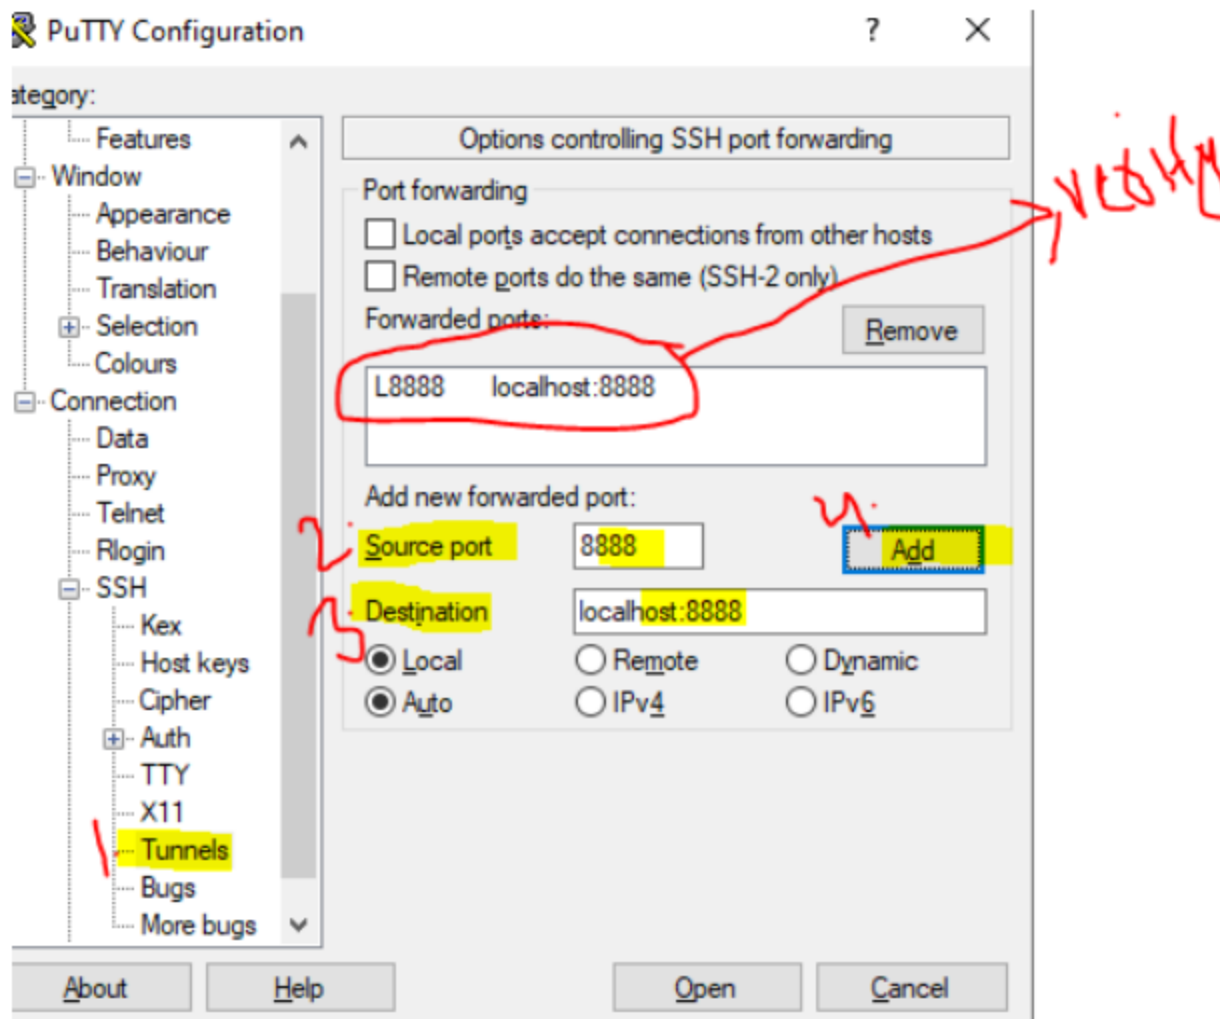 PuTTY Configuration ? ×
ategory:
Features
Window
Appearance
Behaviour
Translation
Selection
Colours
Connection
Data
Proxy
Telnet
Rlogin
SSH
Kex
Host keys
Cipher
Auth
TTY
X11
1. Tunnels
Bugs
More bugs
Options controlling SSH port forwarding
Port forwarding
Local ports accept connections from other hosts
Remote ports do the same (SSH-2 only)
Forwarded ports:
Remove
verify
L8888 localhost:8888
Add new forwarded port:
2. Source port 8888
4. Add
3. Destination localhost:8888
Local Remote Dynamic
Auto IPv4 IPv6
About Help Open Cancel